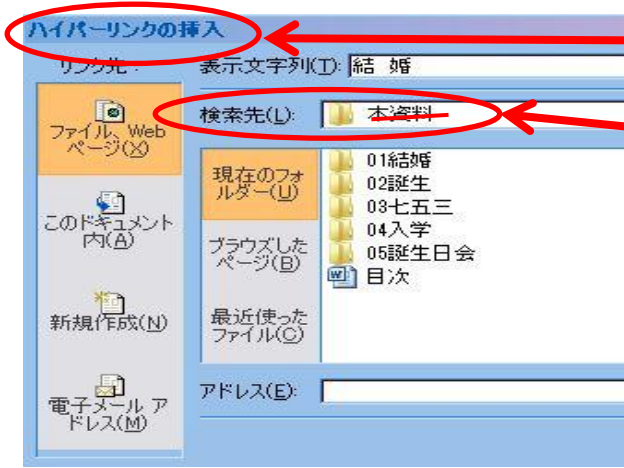 ハイパーリンクの挿入
リンク先:
表示文字列(T): 結 婚
ファイル、Web
ページ(X)
検索先(L): 本資料
このドキュメント
内(A)
新規作成(N)
電子メール ア
ドレス(M)
現在のフォ
ルダー(U)
ブラウズした
ページ(B)
最近使った
ファイル(C)
01結婚
02誕生
03七五三
04入学
05誕生日会
目次
アドレス(E):